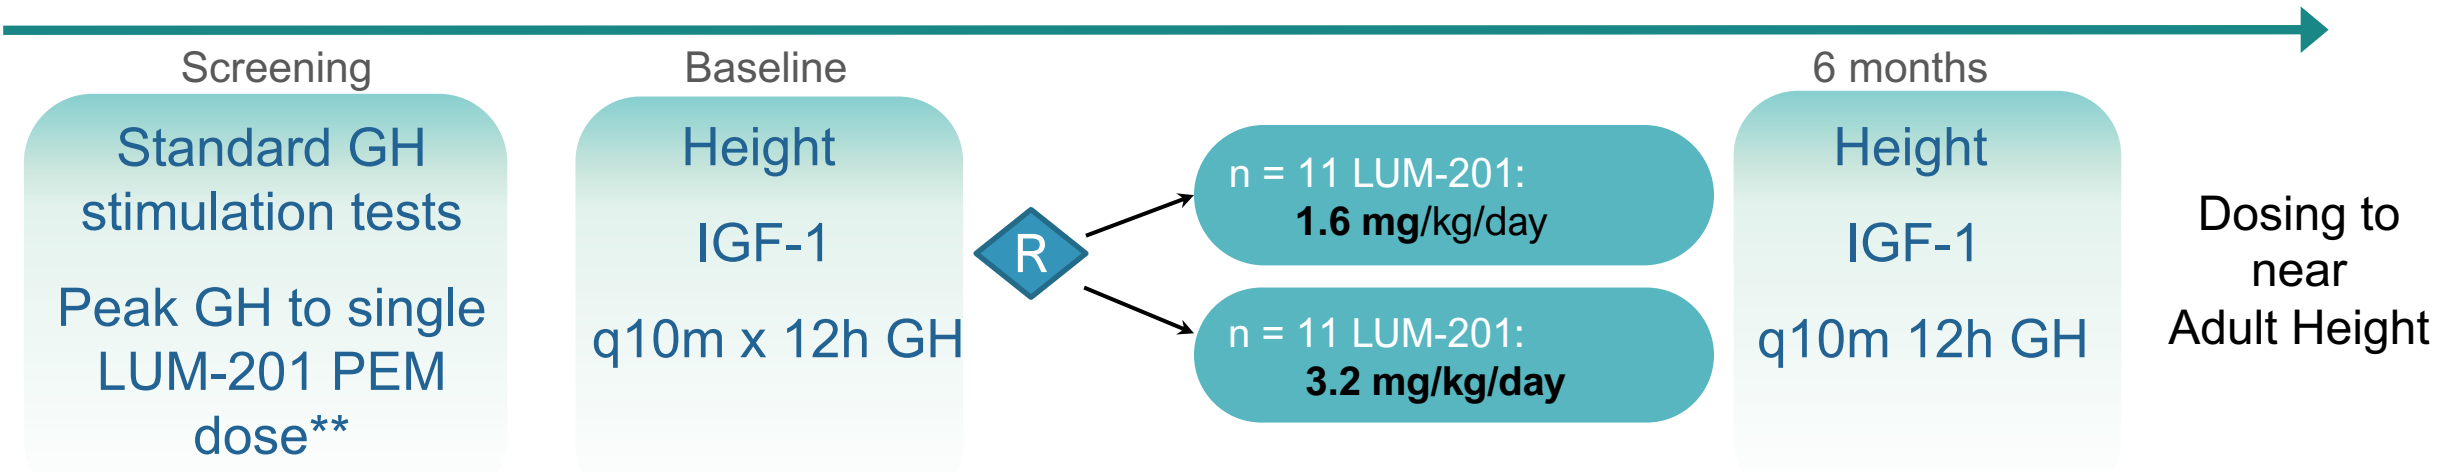 Screening
Standard GH
stimulation tests
Peak GH to single
LUM-201 PEM
dose**
Baseline
Height
IGF-1
q10m x 12h GH
R
n = 11 LUM-201:
1.6 mg/kg/day
n = 11 LUM-201:
3.2 mg/kg/day
6 months
Height
IGF-1
q10m 12h GH
Dosing to
near
Adult Height